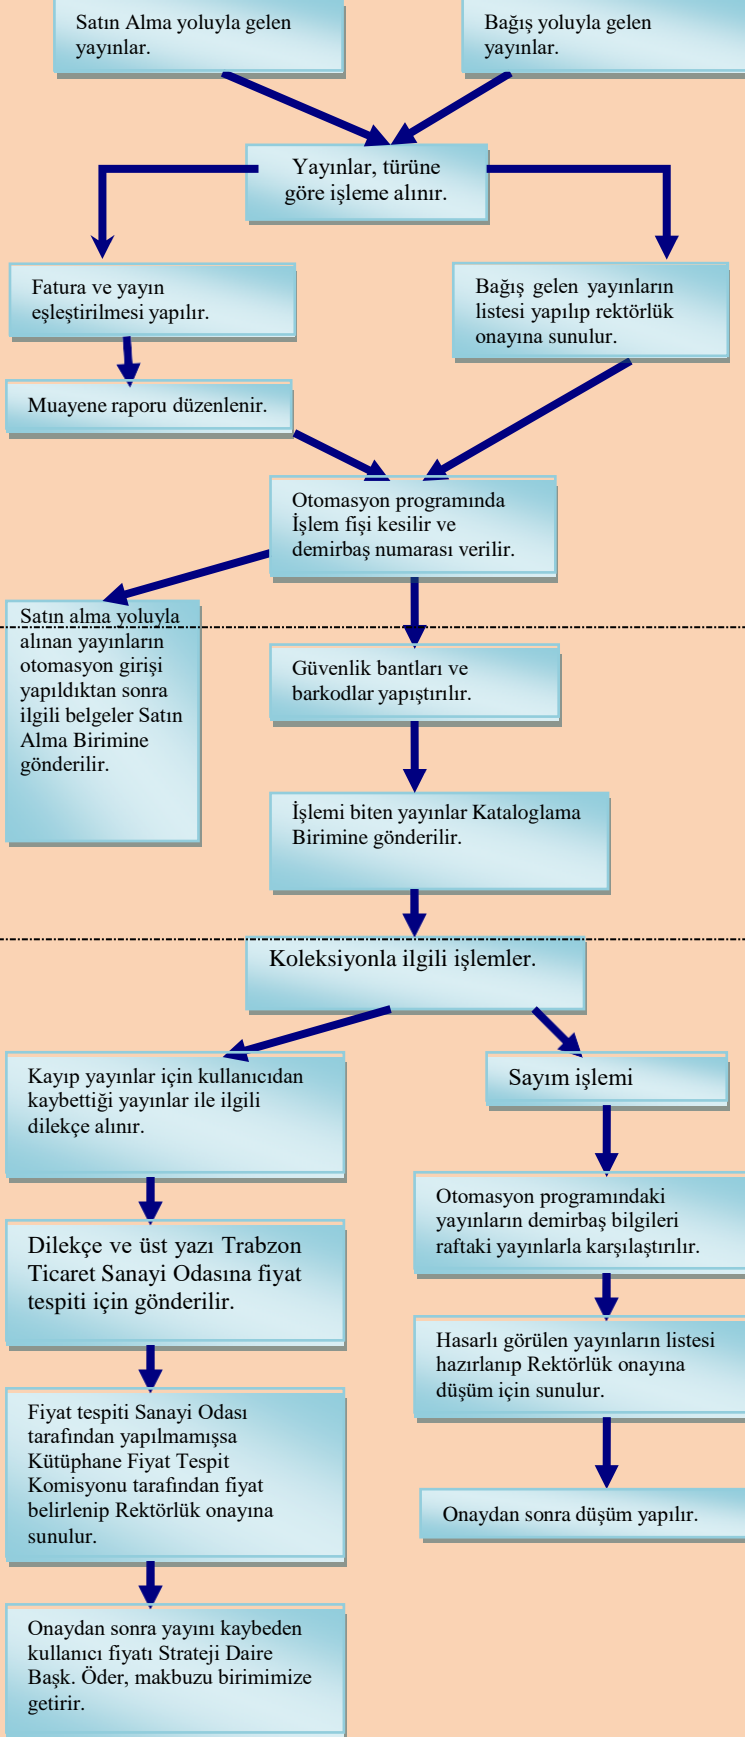 Satın Alma yoluyla gelen
yayınlar.
Bağış yoluyla gelen
yayınlar.
Yayınlar, türüne
göre işleme alınır.
Fatura ve yayın
eşleştirilmesi yapılır.
Bağış gelen yayınların
listesi yapılıp rektörlük
onayına sunulur.
Muayene raporu düzenlenir.
Otomasyon programında
İşlem fişi kesilir ve
demirbaş numarası verilir.
Satın alma yoluyla
alınan yayınların
otomasyon girişi
yapıldıktan sonra
ilgili belgeler Satın
Alma Birimine
gönderilir.
Güvenlik bantları ve
barkodlar yapıştırılır.
İşlemi biten yayınlar Kataloglama
Birimine gönderilir.
Koleksiyonla ilgili işlemler.
Kayıp yayınlar için kullanıcıdan
kaybettiği yayınlar ile ilgili
dilekçe alınır.
Dilekçe ve üst yazı Trabzon
Ticaret Sanayi Odasına fiyat
tespiti için gönderilir.
Fiyat tespiti Sanayi Odası
tarafından yapılmamışsa
Kütüphane Fiyat Tespit
Komisyonu tarafından fiyat
belirlenip Rektörlük onayına
sunulur.
Onaydan sonra yayını kaybeden
kullanıcı fiyatı Strateji Daire
Başk. Öder, makbuzu birimimize
getirir.
Sayım işlemi
Otomasyon programındaki
yayınların demirbaş bilgileri
raftaki yayınlarla karşılaştırılır.
Hasarlı görülen yayınların listesi
hazırlanıp Rektörlük onayına
düşüm için sunulur.
Onaydan sonra düşüm yapılır.